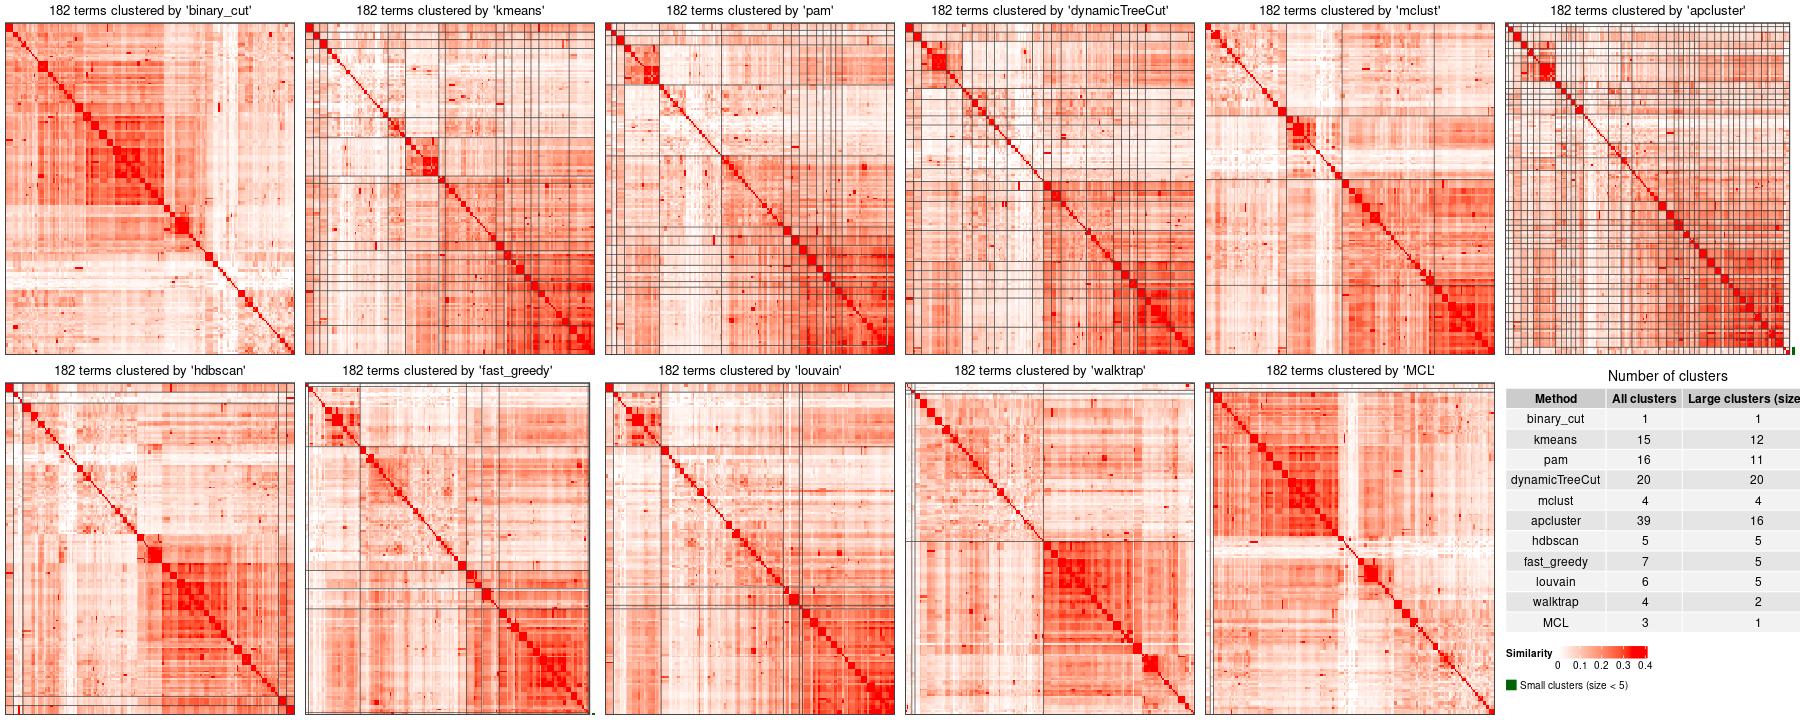 182 terms clustered by 'binary_cut'
182 terms clustered by 'kmeans'
182 terms clustered by 'pam'
182 terms clustered by 'dynamicTreeCut'
182 terms clustered by 'mclust'
182 terms clustered by 'apcluster'
182 terms clustered by 'hdbscan'
182 terms clustered by 'fast_greedy'
182 terms clustered by 'louvain'
182 terms clustered by 'walktrap'
182 terms clustered by 'MCL'
Number of clusters
Method All clusters Large clusters (size
binary_cut 1 1
kmeans 15 12
pam 16 11
dynamicTreeCut 20 20
mclust 4 4
apcluster 39 16
hdbscan 5 5
fast_greedy 7 5
louvain 6 5
walktrap 4 2
MCL 3 1
Similarity
0 0.1 0.2 0.3 0.4
Small clusters (size < 5)